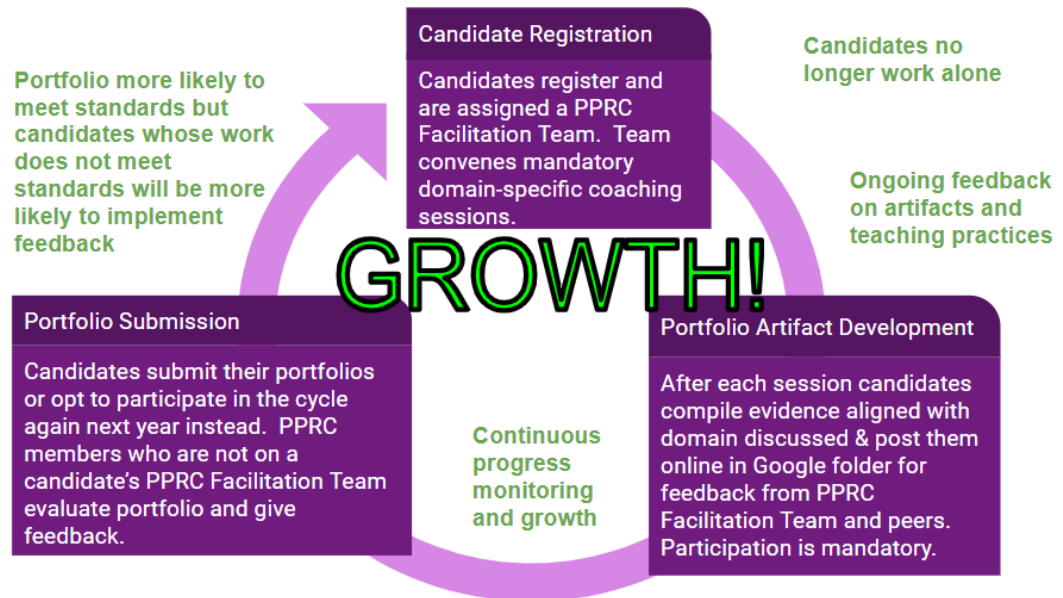 Candidate Registration
Candidates register and
are assigned a PPRC
Facilitation Team.  Team
convenes mandatory
domain-specific coaching
sessions.
Candidates no
longer work alone
Ongoing feedback
on artifacts and
teaching practices
Portfolio more likely to
meet standards but
candidates whose work
does not meet
standards will be more
likely to implement
feedback
GROWTH!
Portfolio Artifact Development
After each session candidates
compile evidence aligned with
domain discussed & post them
online in Google folder for
feedback from PPRC
Facilitation Team and peers.
Participation is mandatory.
Continuous
progress
monitoring
and growth
Portfolio Submission
Candidates submit their portfolios
or opt to participate in the cycle
again next year instead.  PPRC
members who are not on a
candidate's PPRC Facilitation Team
evaluate portfolio and give
feedback.